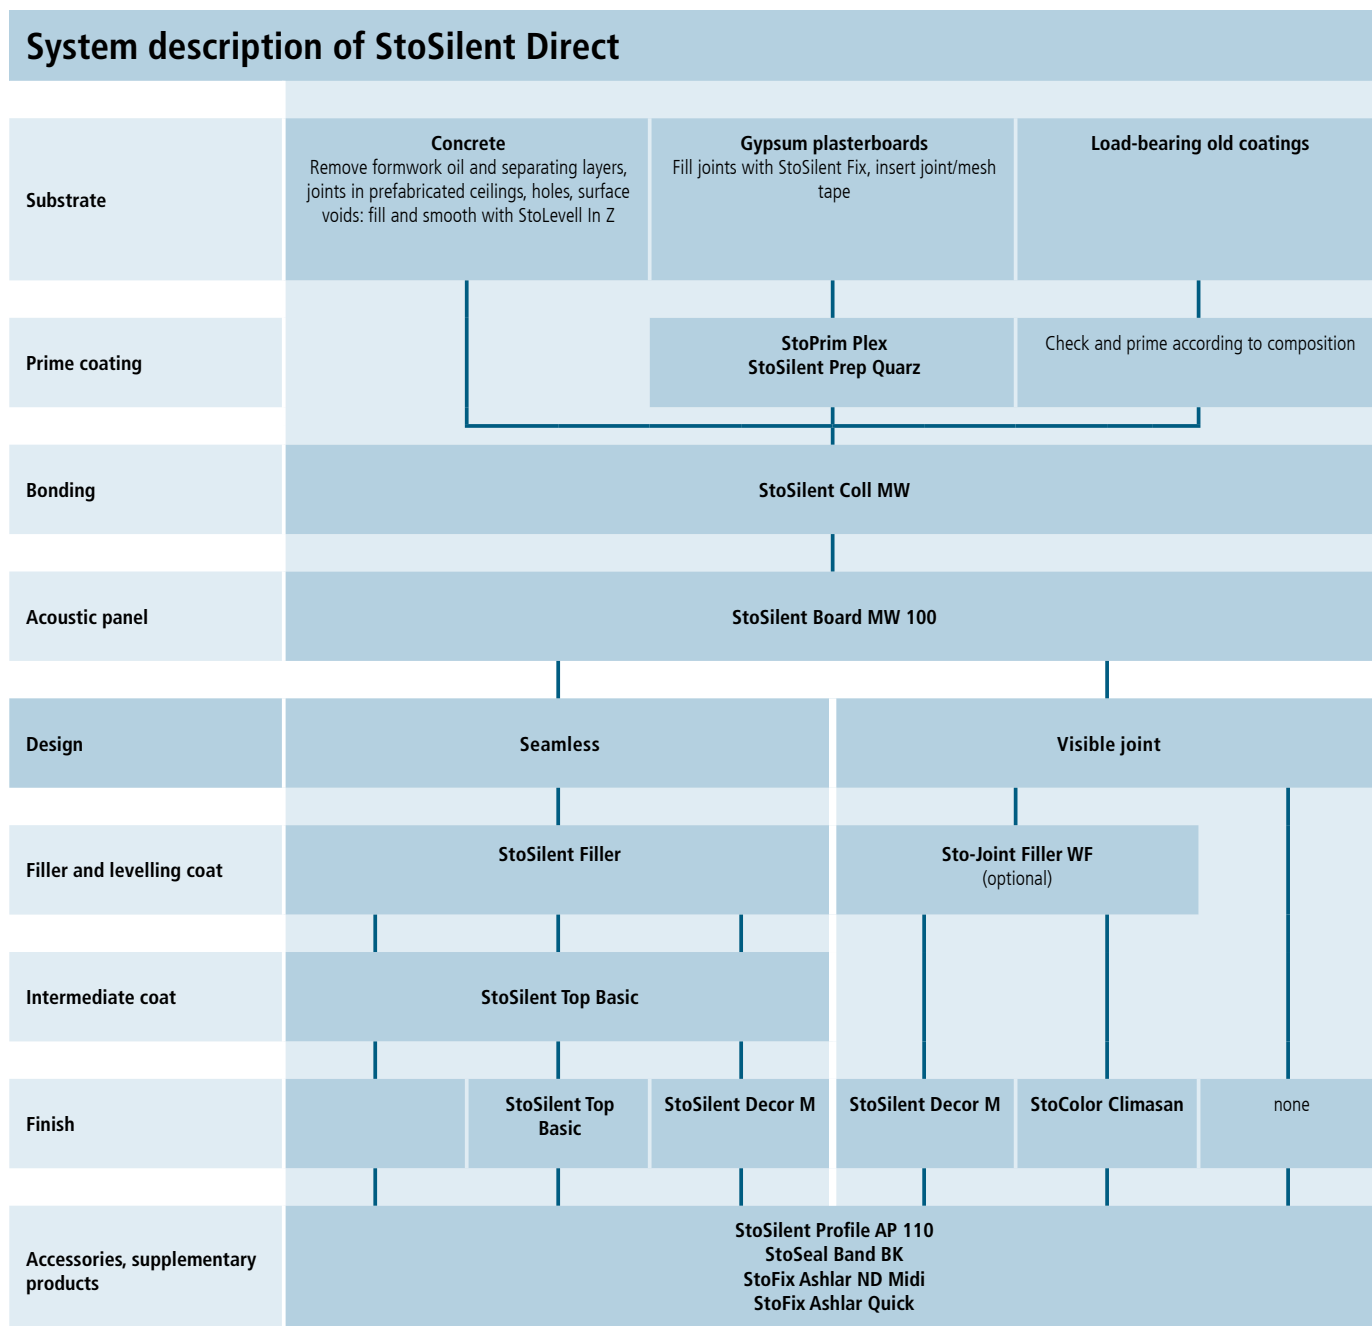 System description of StoSilent Direct
Substrate
Concrete
Remove formwork oil and separating layers,
joints in prefabricated ceilings, holes, surface
voids: fill and smooth with StoLevell In Z
Gypsum plasterboards
Fill joints with StoSilent Fix, insert joint/mesh
tape
Load-bearing old coatings
Prime coating
StoPrim Plex
StoSilent Prep Quarz
Check and prime according to composition
Bonding
StoSilent Coll MW
Acoustic panel
StoSilent Board MW 100
Design
Seamless
Visible joint
Filler and levelling coat
StoSilent Filler
Sto-Joint Filler WF
(optional)
Intermediate coat
StoSilent Top Basic
Finish
StoSilent Top
Basic
StoSilent Decor M
StoSilent Decor M
StoColor Climasan
none
Accessories, supplementary
products
StoSilent Profile AP 110
StoSeal Band BK
StoFix Ashlar ND Midi
StoFix Ashlar Quick